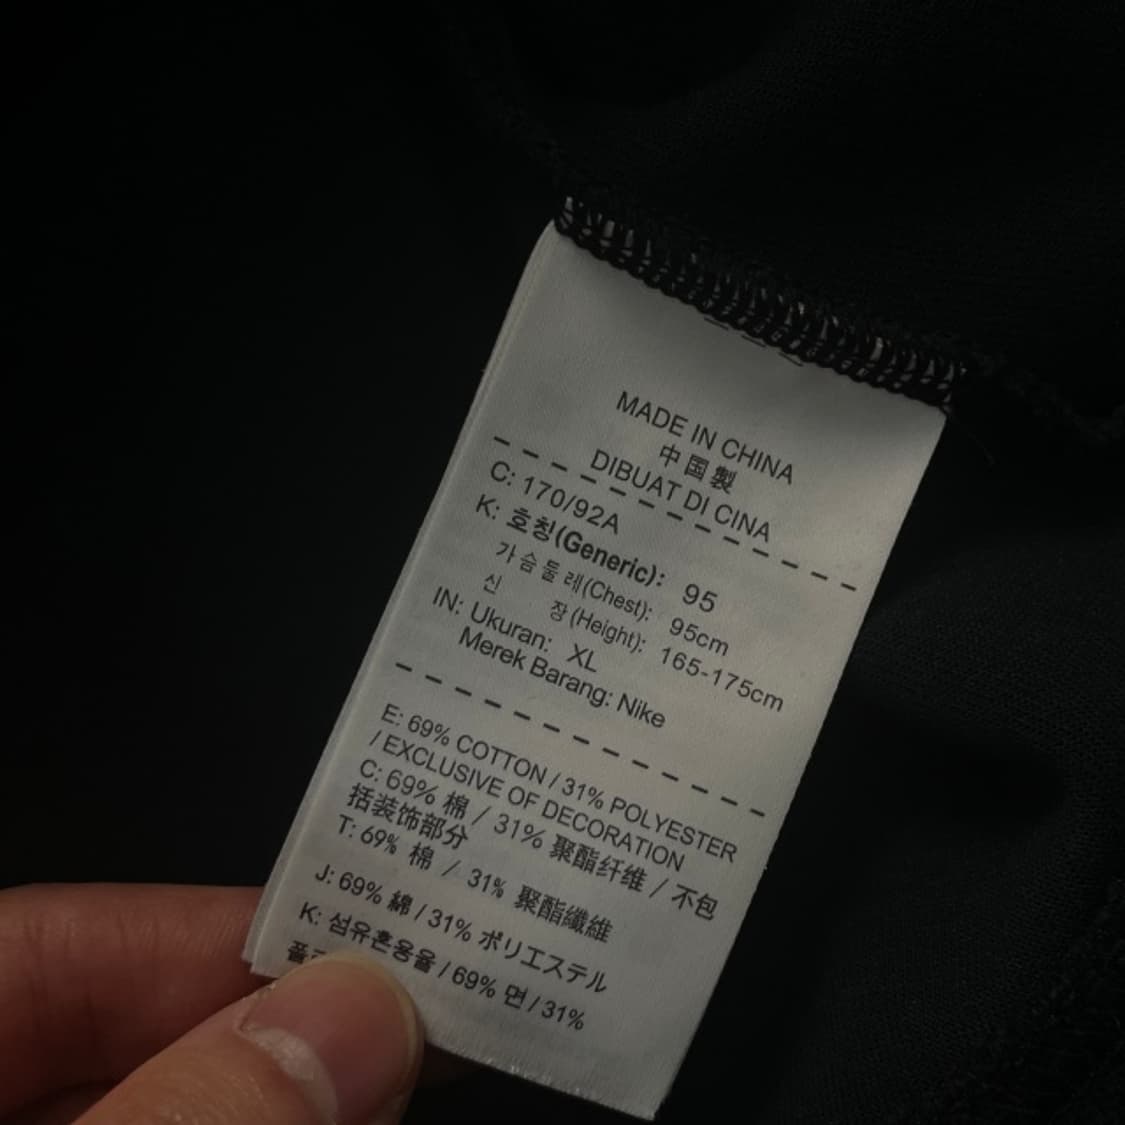 MADE IN CHINA
中国製
DIBUAT DI CINA
C: 170/92A
K: 호칭(Generic): 95
가슴둘레(Chest): 95cm
신 장(Height): 165-175cm
IN: Ukuran: XL
Merek Barang: Nike
E: 69% COTTON / 31% POLYESTER
/ EXCLUSIVE OF DECORATION
C: 69% 棉 / 31% 聚酯纤维 / 不包
括装饰部分
T: 69% 棉 / 31% 聚酯纖維
J: 69% 綿 / 31% ポリエステル
K: 섬유혼용율 / 69% 면 / 31%